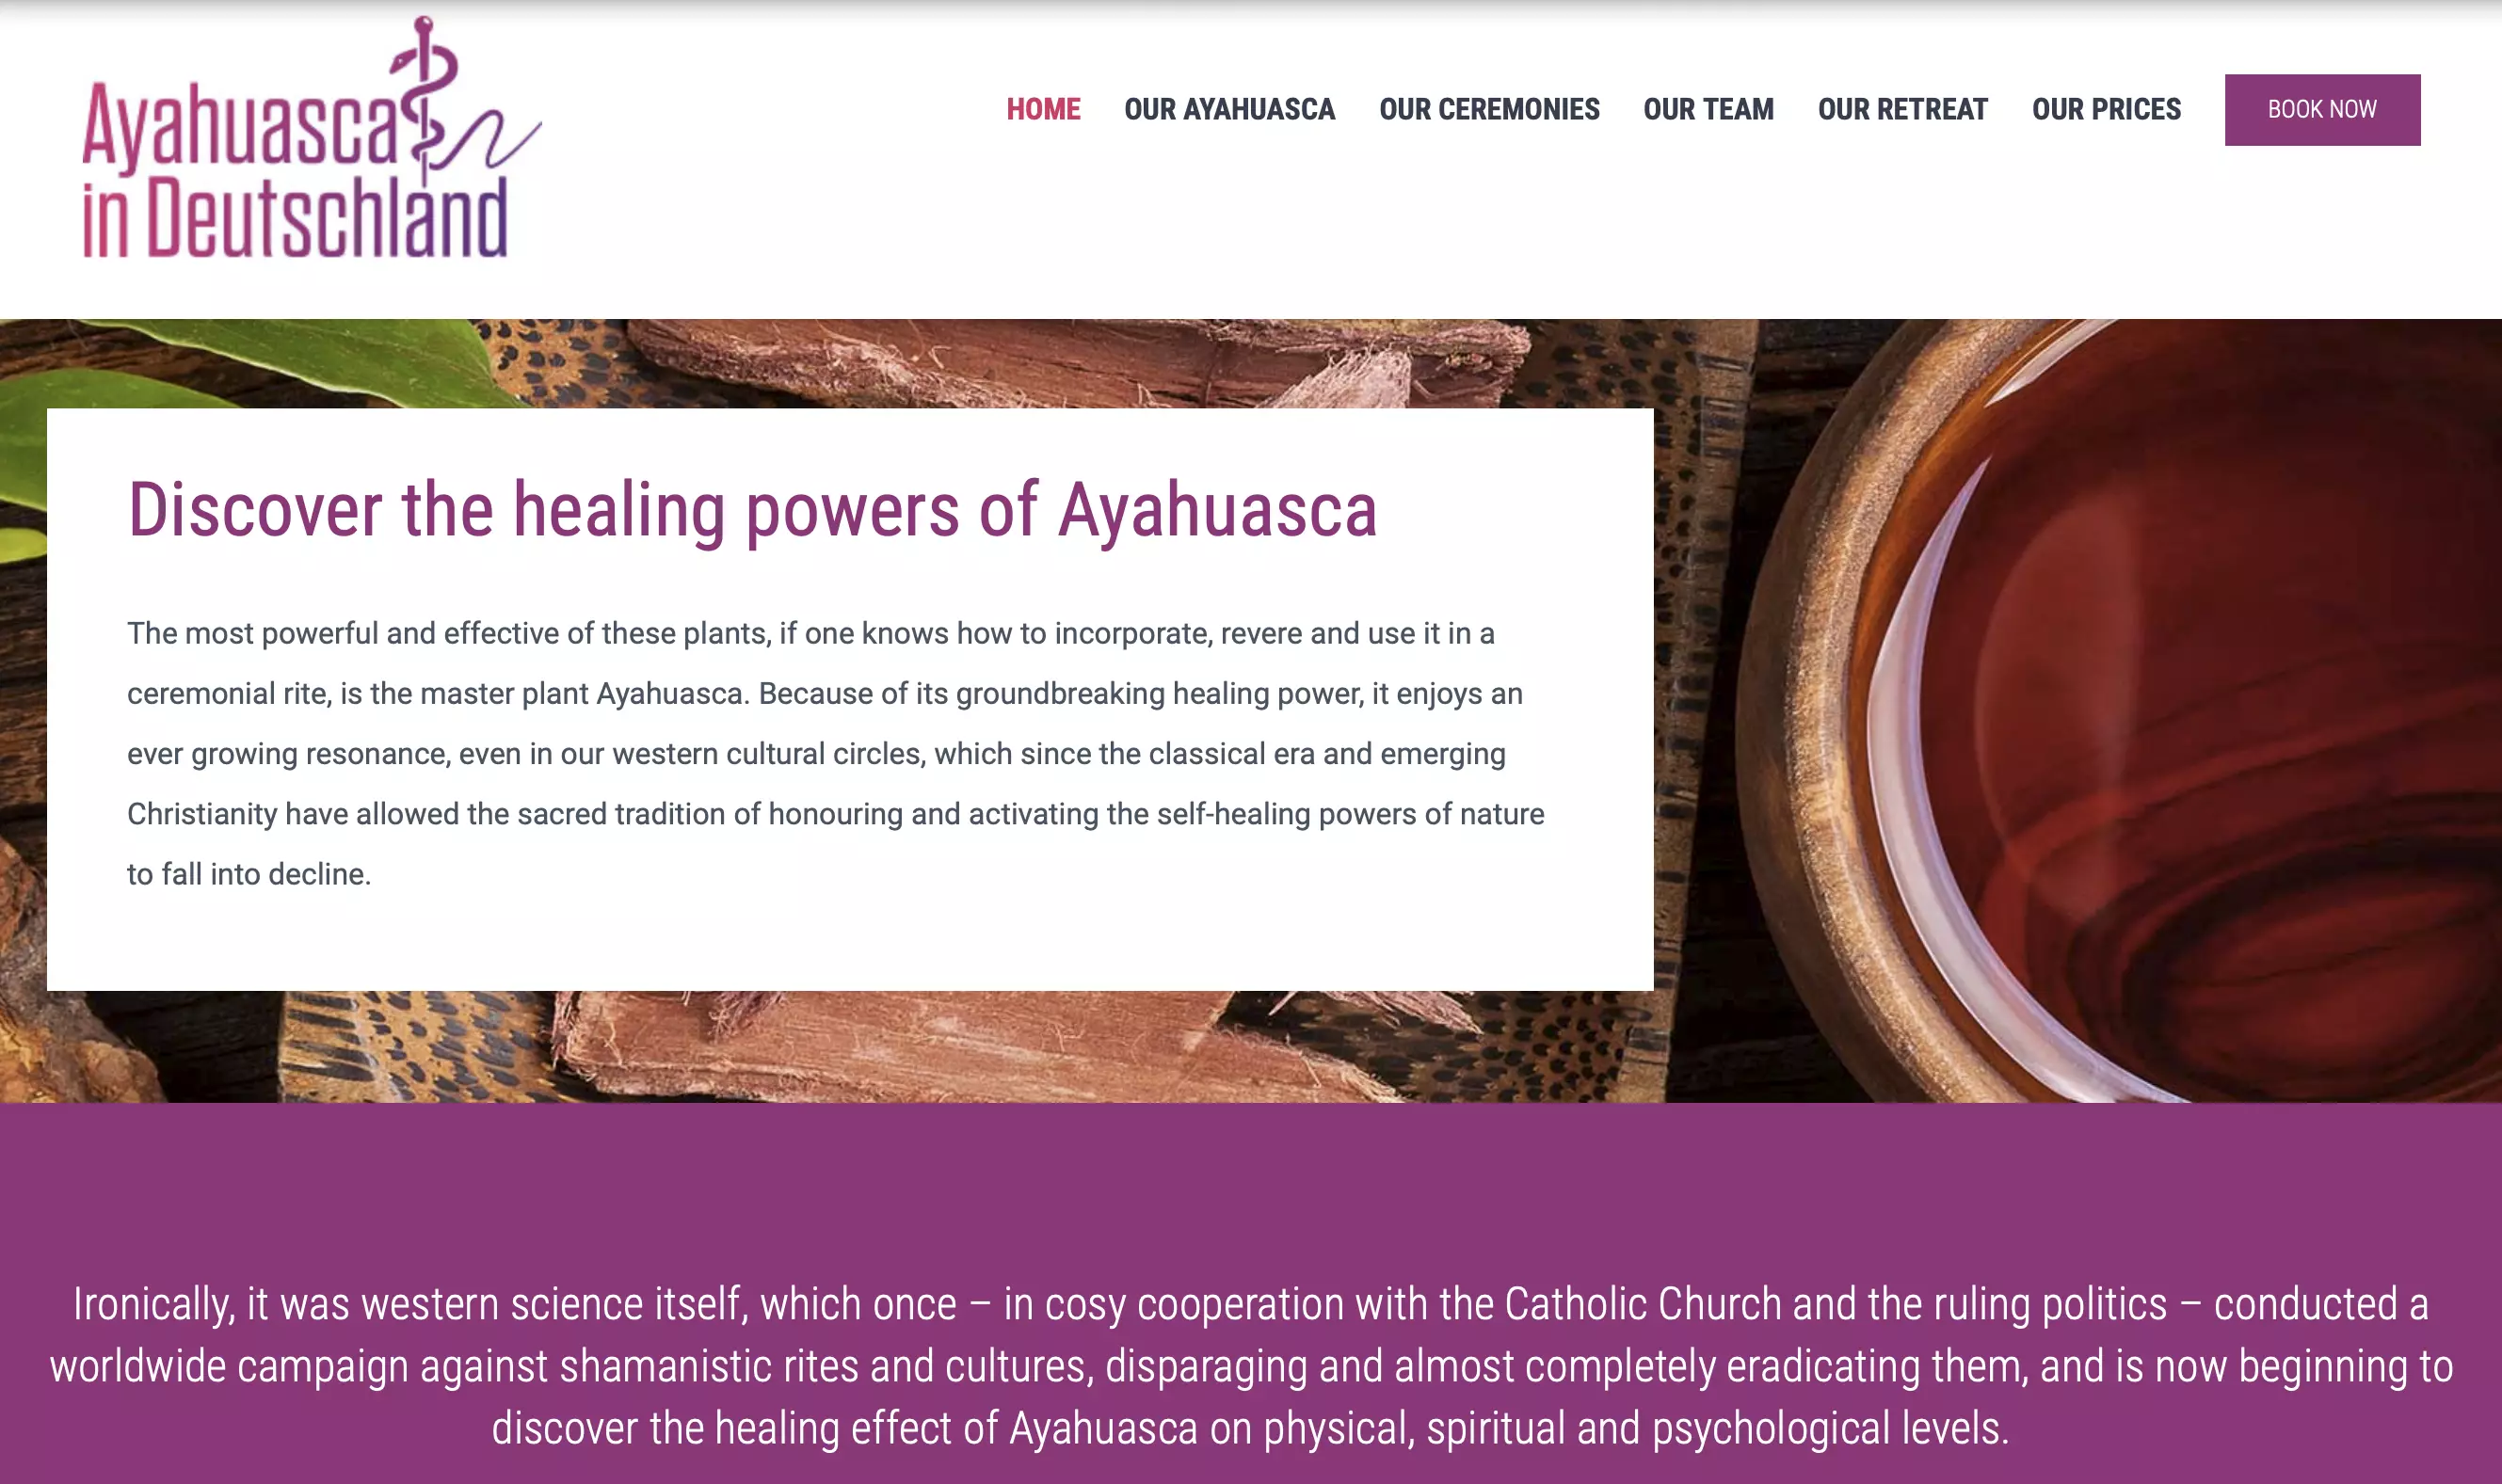 Ayahuasca
in Deutschland
HOME
OUR AYAHUASCA
OUR CEREMONIES
OUR TEAM
OUR RETREAT
OUR PRICES
BOOK NOW
Discover the healing powers of Ayahuasca
The most powerful and effective of these plants, if one knows how to incorporate, revere and use it in a
ceremonial rite, is the master plant Ayahuasca. Because of its groundbreaking healing power, it enjoys an
ever growing resonance, even in our western cultural circles, which since the classical era and emerging
Christianity have allowed the sacred tradition of honouring and activating the self-healing powers of nature
to fall into decline.
Ironically, it was western science itself, which once – in cosy cooperation with the Catholic Church and the ruling politics – conducted a
worldwide campaign against shamanistic rites and cultures, disparaging and almost completely eradicating them, and is now beginning to
discover the healing effect of Ayahuasca on physical, spiritual and psychological levels.